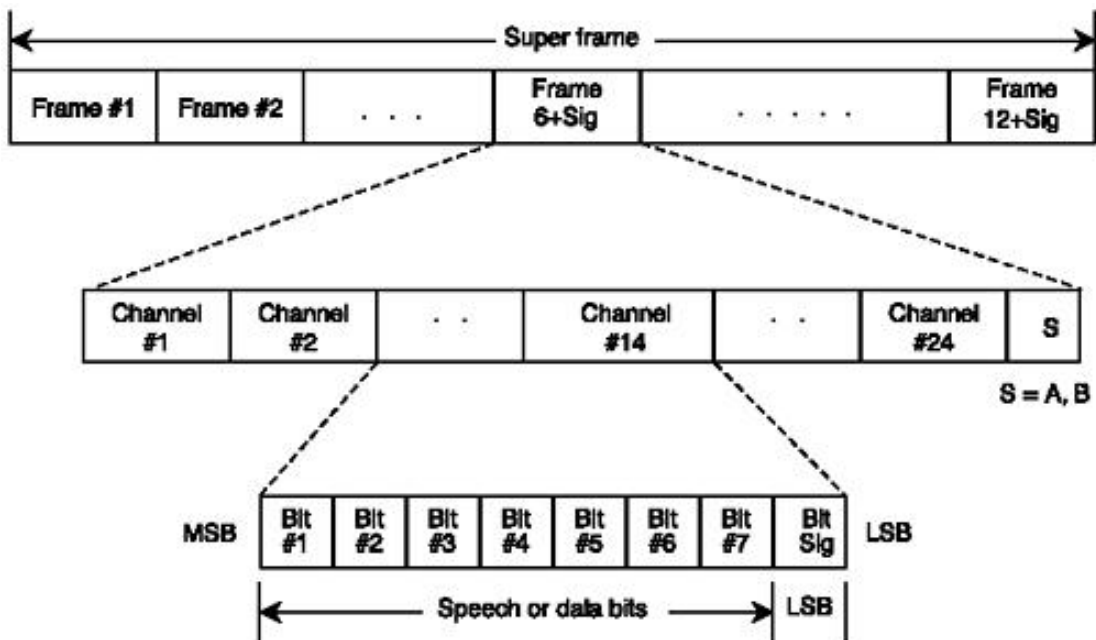 Super frame
Frame #1 Frame #2 . . . Frame 6+Sig . . . . . Frame 12+Sig
Channel #1 Channel #2 . . Channel #14 . . Channel #24 S
S = A, B
MSB Bit #1 Bit #2 Bit #3 Bit #4 Bit #5 Bit #6 Bit #7 Bit Sig LSB
Speech or data bits LSB